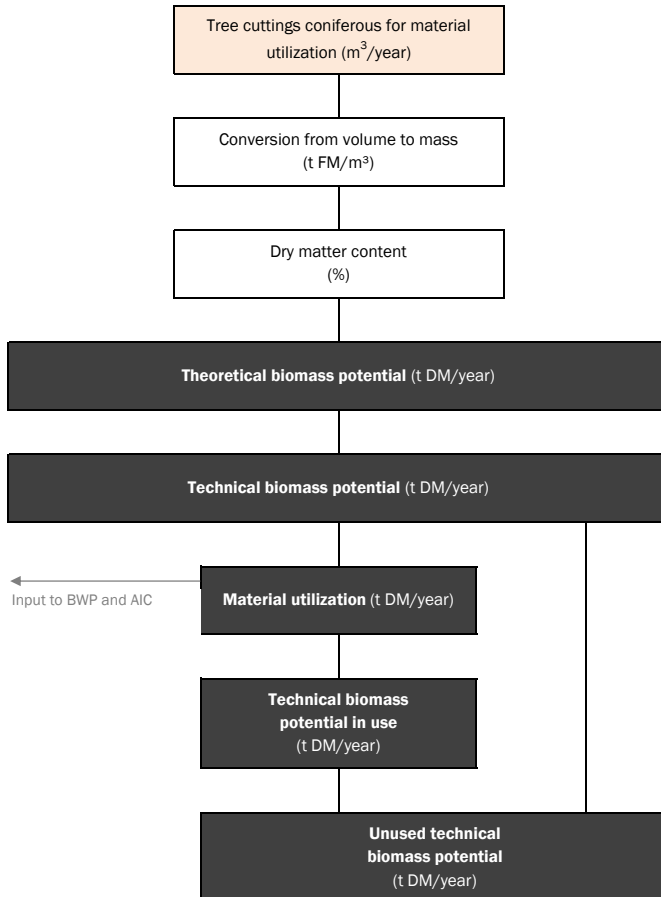 Tree cuttings coniferous for material
utilization (m³/year)
Conversion from volume to mass
(t FM/m³)
Dry matter content
(%)
Theoretical biomass potential (t DM/year)
Technical biomass potential (t DM/year)
Input to BWP and AIC
Material utilization (t DM/year)
Technical biomass
potential in use
(t DM/year)
Unused technical
biomass potential
(t DM/year)